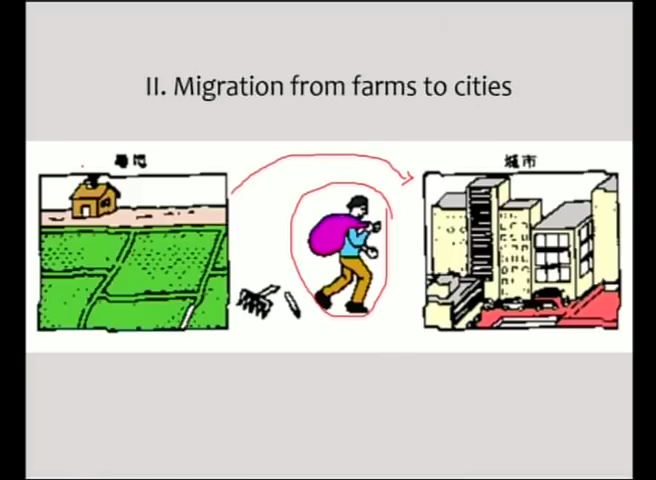 II. Migration from farms to cities
城市